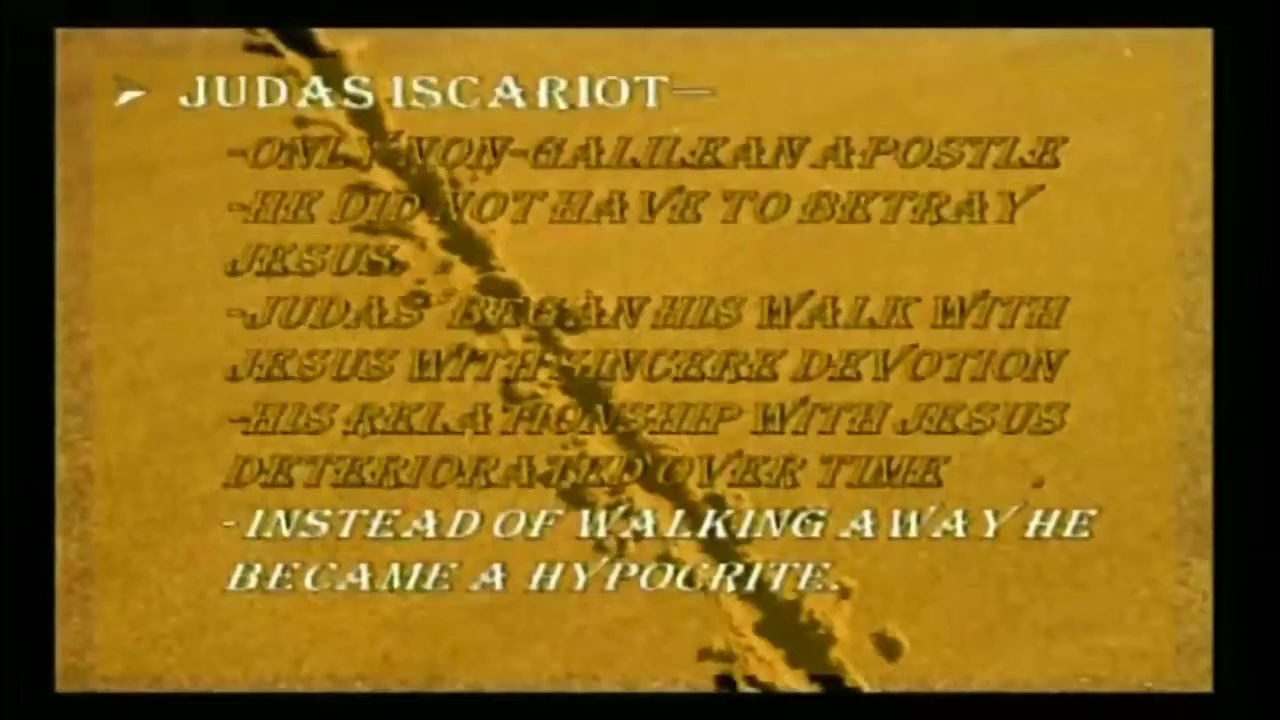 JUDAS ISCARIOT—
-ONLY NON-GALILEAN APOSTLE
-HE DID NOT HAVE TO BETRAY
JESUS.
-JUDAS' BEGAN HIS WALK WITH
JESUS WITH SINCERE DEVOTION
-HIS RELATIONSHIP WITH JESUS
DETERIORATED OVER TIME .
- INSTEAD OF WALKING AWAY HE
BECAME A HYPOCRITE.